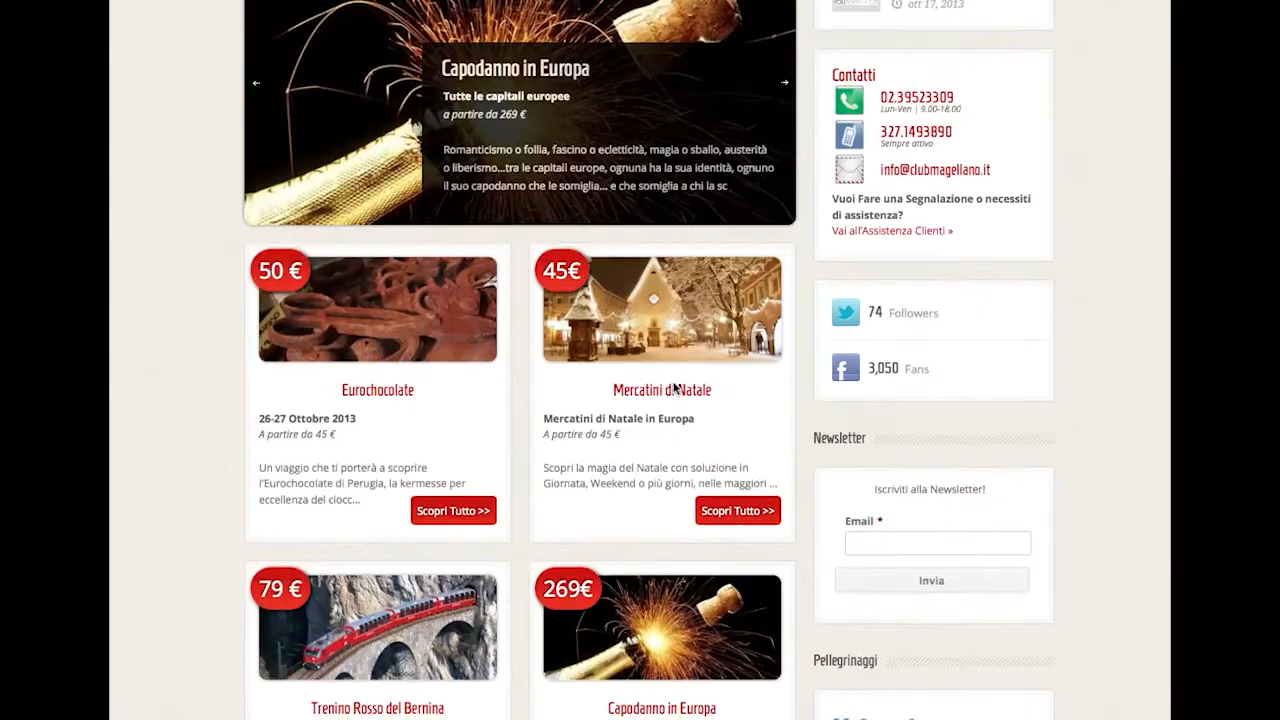 ott 17, 2013
Capodanno in Europa
Tutte le capitali europee
a partire da 269 €
Romanticismo o follia, fascino o ecletticità, magia o sballo, austerità
o liberismo...tra le capitali europe, ognuna ha la sua identità, ognuno
il suo capodanno che le somiglia... e che somiglia a chi la sc
Contatti
02.39523309
Lun-Ven | 9.00-18.00
327.1493890
Sempre attivo
info@clubmagellano.it
Vuoi Fare una Segnalazione o necessiti
di assistenza?
Vai all'Assistenza Clienti »
50 €
Eurochocolate
26-27 Ottobre 2013
A partire da 45 €
Un viaggio che ti porterà a scoprire
l'Eurochocolate di Perugia, la kermesse per
eccellenza del ciocc...
Scopri Tutto >>
45€
Mercatini di Natale
Mercatini di Natale in Europa
A partire da 45 €
Scopri la magia del Natale con soluzione in
Giornata, Weekend o più giorni, nelle maggiori ...
Scopri Tutto >>
74 Followers
3,050 Fans
Newsletter
Iscriviti alla Newsletter!
Email *
Invia
79 €
Trenino Rosso del Bernina
269€
Capodanno in Europa
Pellegrinaggi